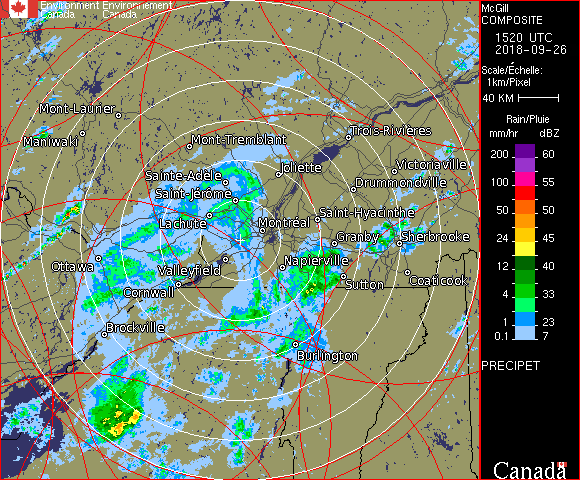 Environment Environnement
Canada Canada
McGill
COMPOSITE
1520 UTC
2018-09-26
Scale/Échelle:
1km/Pixel
40 KM
Rain/Pluie
mm/hr dBZ
200 60
100 55
50 50
24 45
12 40
4 33
1 23
0.1 7
PRECIPET
Canada
Mont-Laurier
Maniwaki
Mont-Tremblant
Trois-Rivières
Joliette
Victoriaville
Sainte-Adèle
Drummondville
Saint-Jérôme
Lachute
Montréal
Saint-Hyacinthe
Granby
Sherbrooke
Ottawa
Valleyfield
Napierville
Coaticook
Sutton
Cornwall
Brockville
Burlington